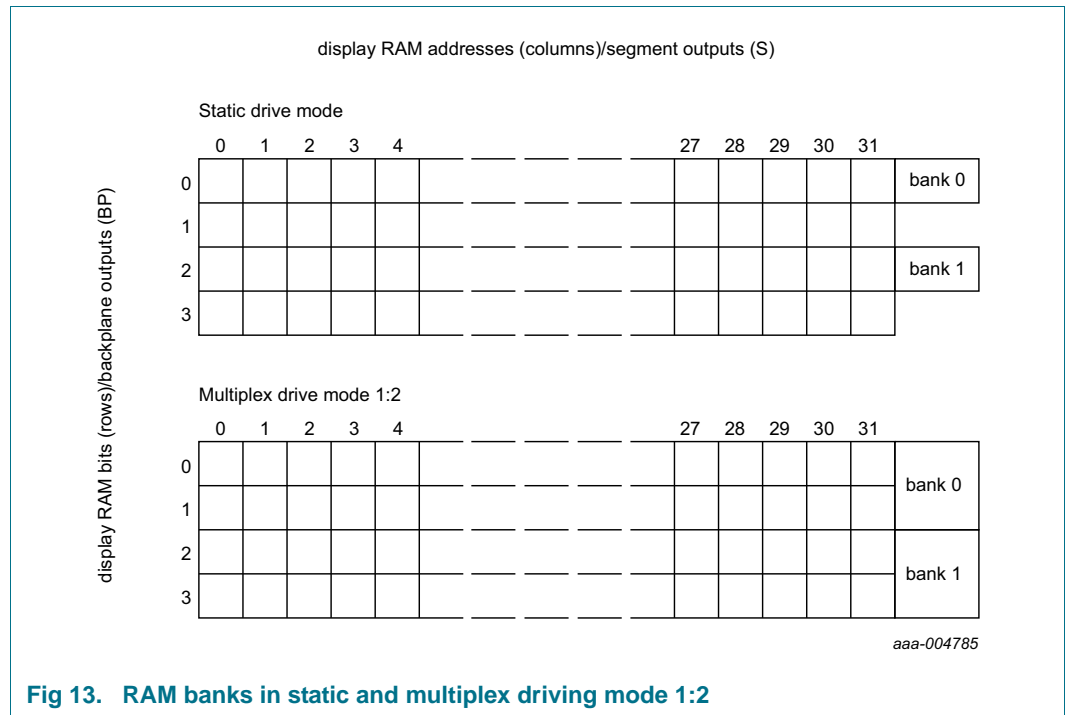 display RAM addresses (columns)/segment outputs (S)
display RAM bits (rows)/backplane outputs (BP)
Static drive mode
0 1 2 3 4 27 28 29 30 31
0 bank 0
1
2 bank 1
3
Multiplex drive mode 1:2
0 1 2 3 4 27 28 29 30 31
0
bank 0
1
2
bank 1
3
aaa-004785
Fig 13. RAM banks in static and multiplex driving mode 1:2